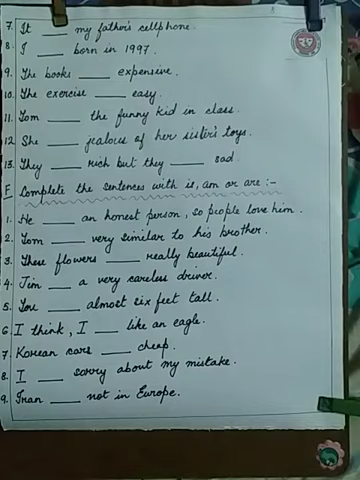 7. It ___ my father's cellphone.
8. I ___ born in 1997.
9. The books ___ expensive.
10. The exercise ___ easy.
11. Tom ___ the funny kid in class.
12. She ___ jealous of her sister's toys.
13. They ___ rich but they ___ sad.
F Complete the sentences with is, am or are :-
1. He ___ an honest person, so people love him.
2. Tom ___ very similar to his brother.
3. These flowers ___ really beautiful.
4. Jim ___ a very careless driver.
5. You ___ almost six feet tall.
6. I think, I ___ like an eagle.
7. Korean cars ___ cheap.
8. I ___ sorry about my mistake.
9. Iran ___ not in Europe.